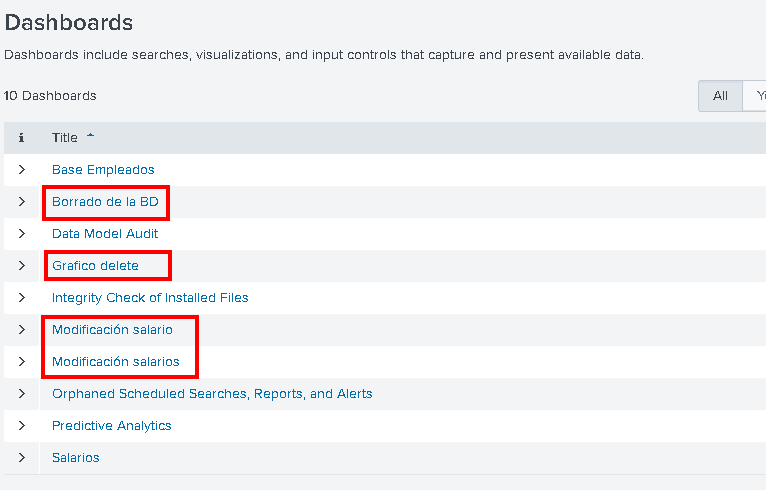 Dashboards
Dashboards include searches, visualizations, and input controls that capture and present available data.
10 Dashboards
All
i Title
Base Empleados
Borrado de la BD
Data Model Audit
Grafico delete
Integrity Check of Installed Files
Modificación salario
Modificación salarios
Orphaned Scheduled Searches, Reports, and Alerts
Predictive Analytics
Salarios